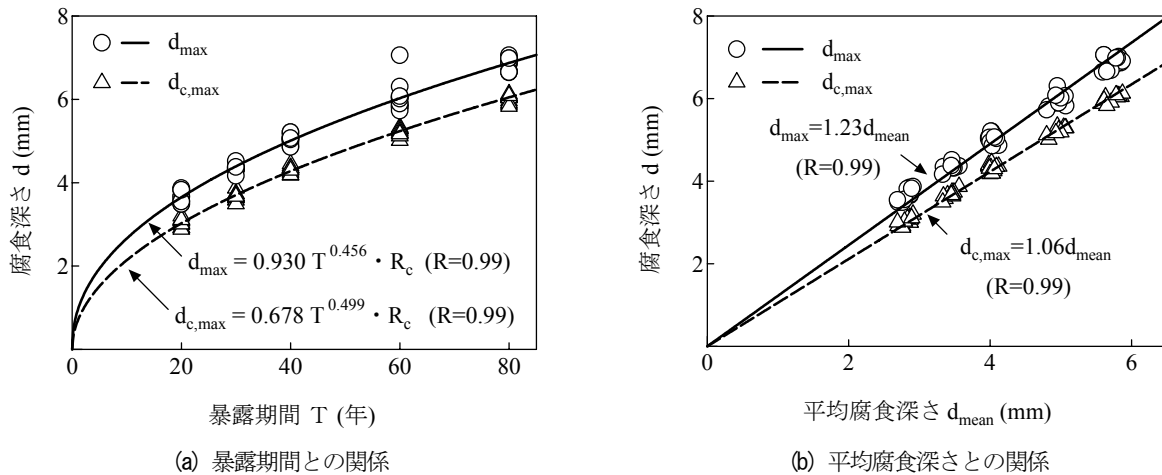 腐食深さ d (mm)
8
6
4
2
0
20
40
60
80
d_max
d_c,max
d_max = 0.930 T^0.456・R_c (R=0.99)
d_c,max = 0.678 T^0.499・R_c (R=0.99)
暴露期間 T (年)
(a) 暴露期間との関係
腐食深さ d (mm)
8
6
4
2
0
2
4
6
d_max
d_c,max
d_max=1.23d_mean
(R=0.99)
d_c,max=1.06d_mean
(R=0.99)
平均腐食深さ d_mean (mm)
(b) 平均腐食深さとの関係